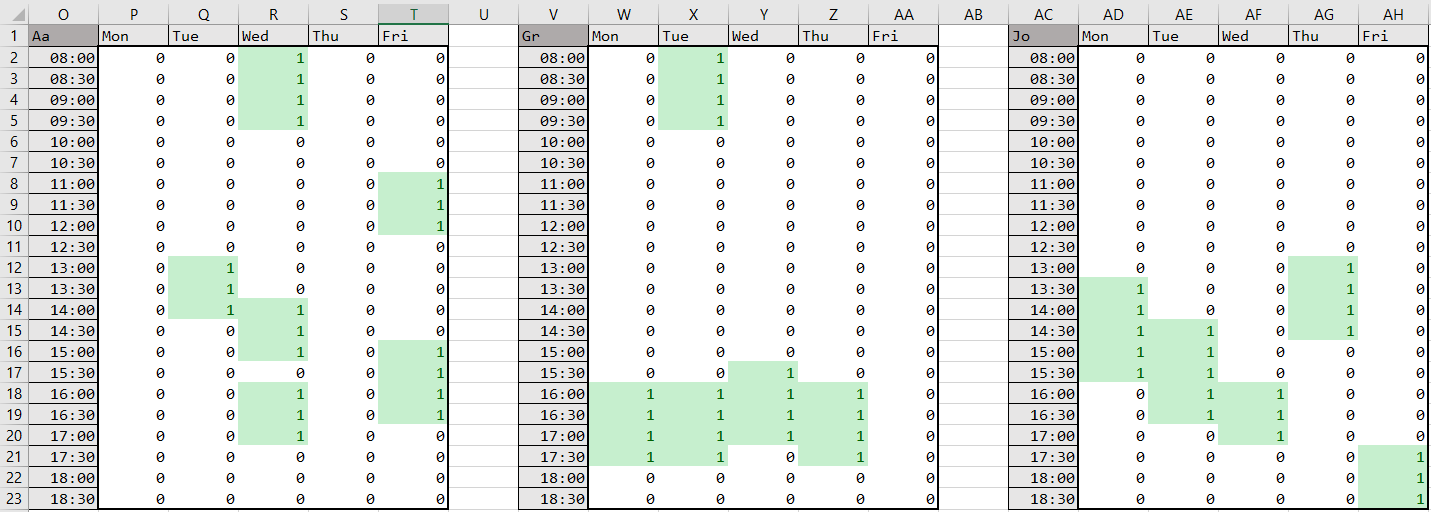 O P Q R S T U V W X Y Z AA AB AC AD AE AF AG AH
1 Aa Mon Tue Wed Thu Fri Gr Mon Tue Wed Thu Fri Jo Mon Tue Wed Thu Fri
2 08:00 0 0 1 0 0 08:00 0 1 0 0 0 08:00 0 0 0 0 0
3 08:30 0 0 1 0 0 08:30 0 1 0 0 0 08:30 0 0 0 0 0
4 09:00 0 0 1 0 0 09:00 0 1 0 0 0 09:00 0 0 0 0 0
5 09:30 0 0 1 0 0 09:30 0 1 0 0 0 09:30 0 0 0 0 0
6 10:00 0 0 0 0 0 10:00 0 0 0 0 0 10:00 0 0 0 0 0
7 10:30 0 0 0 0 0 10:30 0 0 0 0 0 10:30 0 0 0 0 0
8 11:00 0 0 0 0 1 11:00 0 0 0 0 0 11:00 0 0 0 0 0
9 11:30 0 0 0 0 1 11:30 0 0 0 0 0 11:30 0 0 0 0 0
10 12:00 0 0 0 0 1 12:00 0 0 0 0 0 12:00 0 0 0 0 0
11 12:30 0 0 0 0 0 12:30 0 0 0 0 0 12:30 0 0 0 0 0
12 13:00 0 1 0 0 0 13:00 0 0 0 0 0 13:00 0 0 0 1 0
13 13:30 0 1 0 0 0 13:30 0 0 0 0 0 13:30 1 0 0 1 0
14 14:00 0 1 1 0 0 14:00 0 0 0 0 0 14:00 1 0 0 1 0
15 14:30 0 0 1 0 0 14:30 0 0 0 0 0 14:30 1 1 0 1 0
16 15:00 0 0 1 0 1 15:00 0 0 0 0 0 15:00 1 1 0 0 0
17 15:30 0 0 0 0 1 15:30 0 0 1 0 0 15:30 1 1 0 0 0
18 16:00 0 0 1 0 1 16:00 1 1 1 1 0 16:00 0 1 1 0 0
19 16:30 0 0 1 0 1 16:30 1 1 1 1 0 16:30 0 1 1 0 0
20 17:00 0 0 1 0 0 17:00 1 1 1 1 0 17:00 0 0 1 0 0
21 17:30 0 0 0 0 0 17:30 1 1 0 1 0 17:30 0 0 0 0 1
22 18:00 0 0 0 0 0 18:00 0 0 0 0 0 18:00 0 0 0 0 1
23 18:30 0 0 0 0 0 18:30 0 0 0 0 0 18:30 0 0 0 0 1